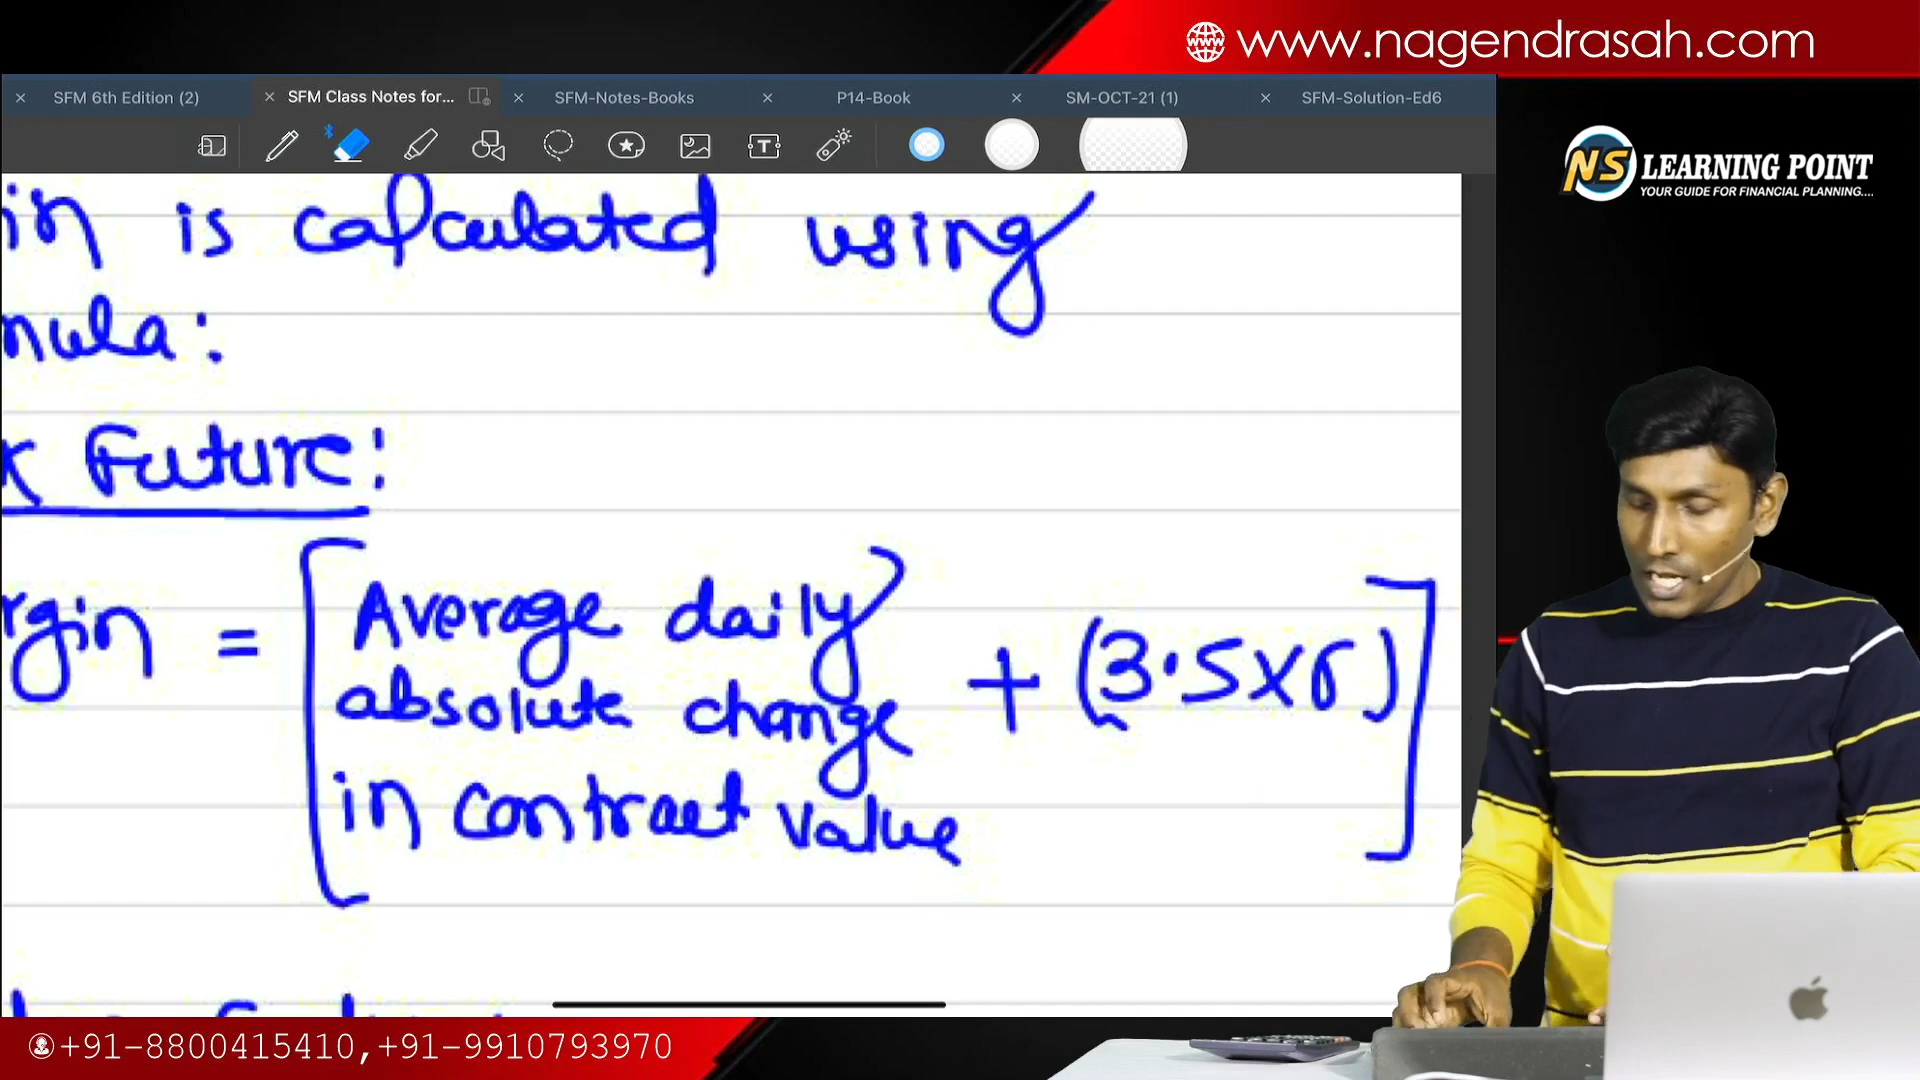 www.nagendrasah.com
SFM 6th Edition (2)
SFM Class Notes for...
SFM-Notes-Books
P14-Book
SM-OCT-21 (1)
SFM-Solution-Ed6
NS LEARNING POINT
YOUR GUIDE FOR FINANCIAL PLANNING....
in is calculated using
mula:
k Future:
rgin = [Average daily
absolute change + (3.5×σ)]
in contract value
+91-8800415410,+91-9910793970